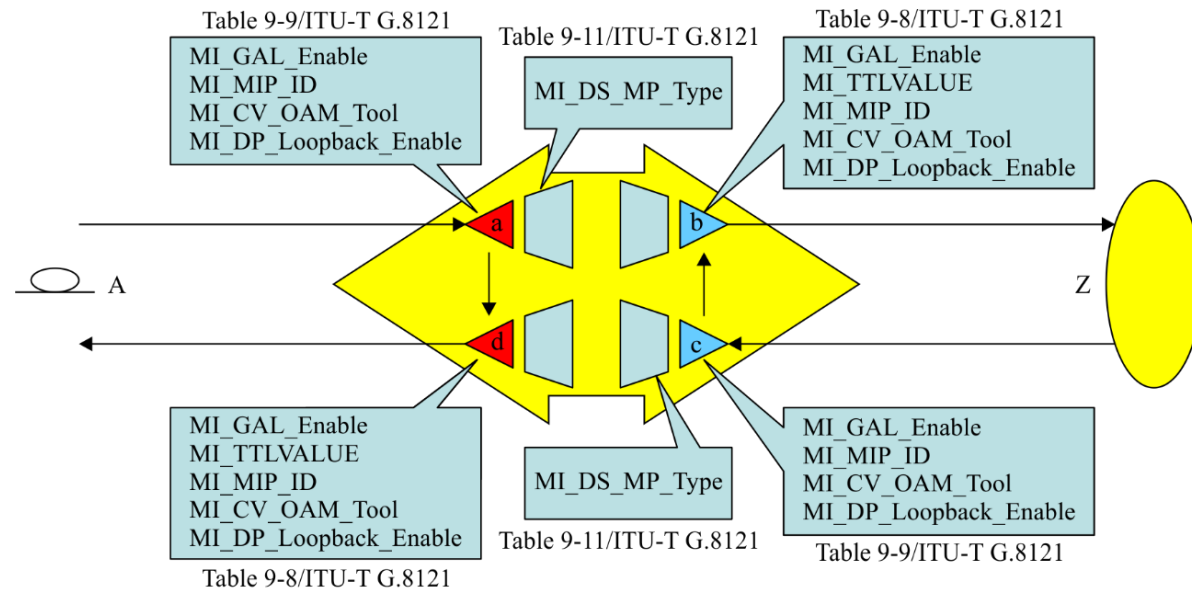 Table 9-9/ITU-T G.8121
MI_GAL_Enable
MI_MIP_ID
MI_CV_OAM_Tool
MI_DP_Loopback_Enable
Table 9-11/ITU-T G.8121
MI_DS_MP_Type
Table 9-8/ITU-T G.8121
MI_GAL_Enable
MI_TTLVALUE
MI_MIP_ID
MI_CV_OAM_Tool
MI_DP_Loopback_Enable
a
b
A
Z
d
c
MI_GAL_Enable
MI_TTLVALUE
MI_MIP_ID
MI_CV_OAM_Tool
MI_DP_Loopback_Enable
Table 9-8/ITU-T G.8121
MI_DS_MP_Type
Table 9-11/ITU-T G.8121
MI_GAL_Enable
MI_MIP_ID
MI_CV_OAM_Tool
MI_DP_Loopback_Enable
Table 9-9/ITU-T G.8121